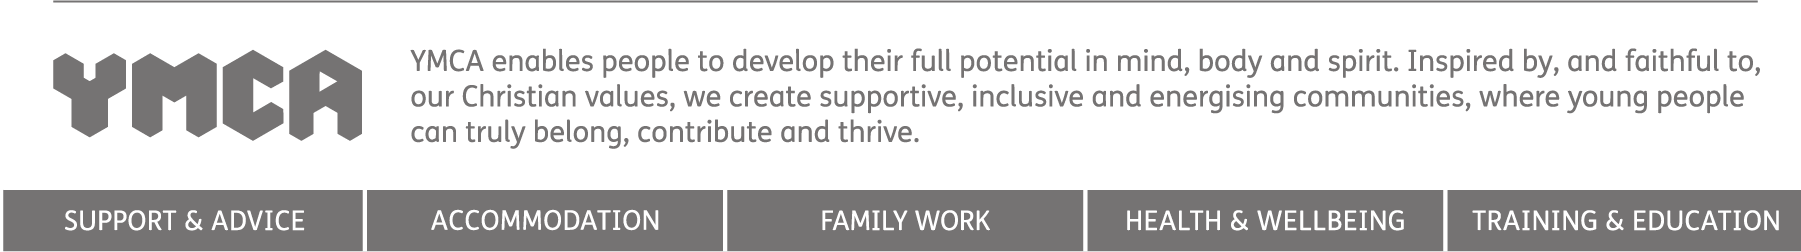 YMCA
YMCA enables people to develop their full potential in mind, body and spirit. Inspired by, and faithful to,
our Christian values, we create supportive, inclusive and energising communities, where young people
can truly belong, contribute and thrive.
SUPPORT & ADVICE
ACCOMMODATION
FAMILY WORK
HEALTH & WELLBEING
TRAINING & EDUCATION